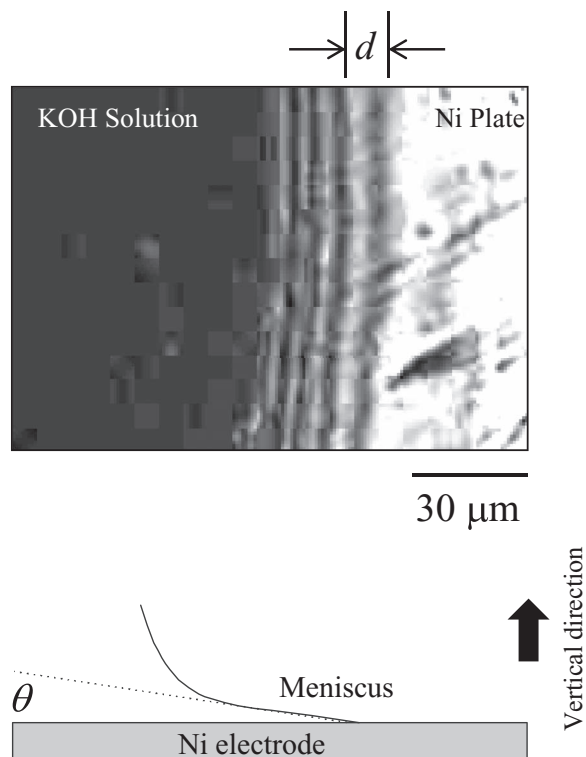 d
KOH Solution Ni Plate
30 μm
Vertical direction
θ
Meniscus
Ni electrode